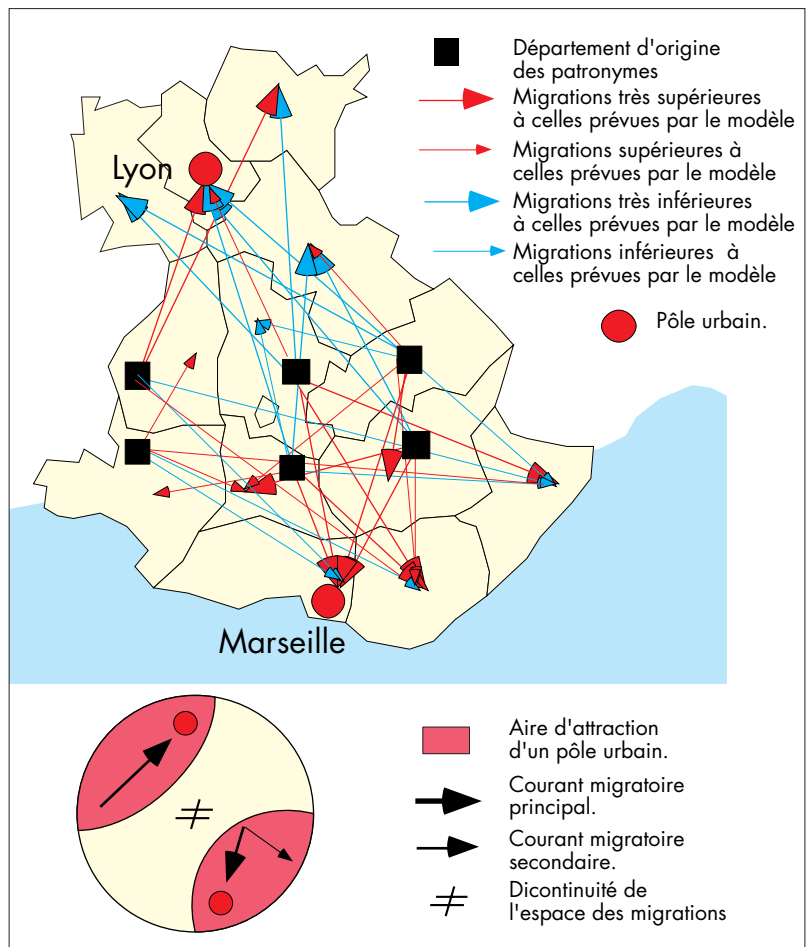 Département d'origine
des patronymes
Migrations très supérieures
à celles prévues par le modèle
Migrations supérieures à
celles prévues par le modèle
Migrations très inférieures
à celles prévues par le modèle
Migrations inférieures à
celles prévues par le modèle
Pôle urbain.
Lyon
Marseille
Aire d'attraction
d'un pôle urbain.
Courant migratoire
principal.
Courant migratoire
secondaire.
Dicontinuité de
l'espace des migrations